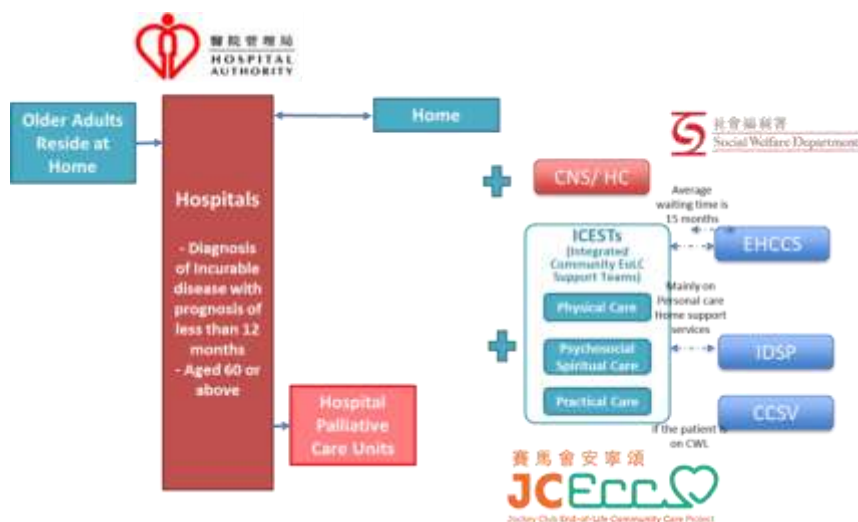 醫院管理局
HOSPITAL
AUTHORITY
Older Adults
Reside at
Home
Hospitals
- Diagnosis
of Incurable
disease with
prognosis of
less than 12
months
- Aged 60 or
above
Home
Hospital
Palliative
Care Units
社會福利署
Social Welfare Department
CNS/ HC
Average
waiting time is
15 months
ICESTs
(Integrated
Community EoLC
Support Teams)
Physical Care
Psychosocial
Spiritual Care
Practical Care
EHCCS
Mainly on
Personal care
Home support
services
IDSP
CCSV
if the patient is
on CWL
賽馬會安寧頌
JCECC
Jockey Club End-of-Life Community Care Project